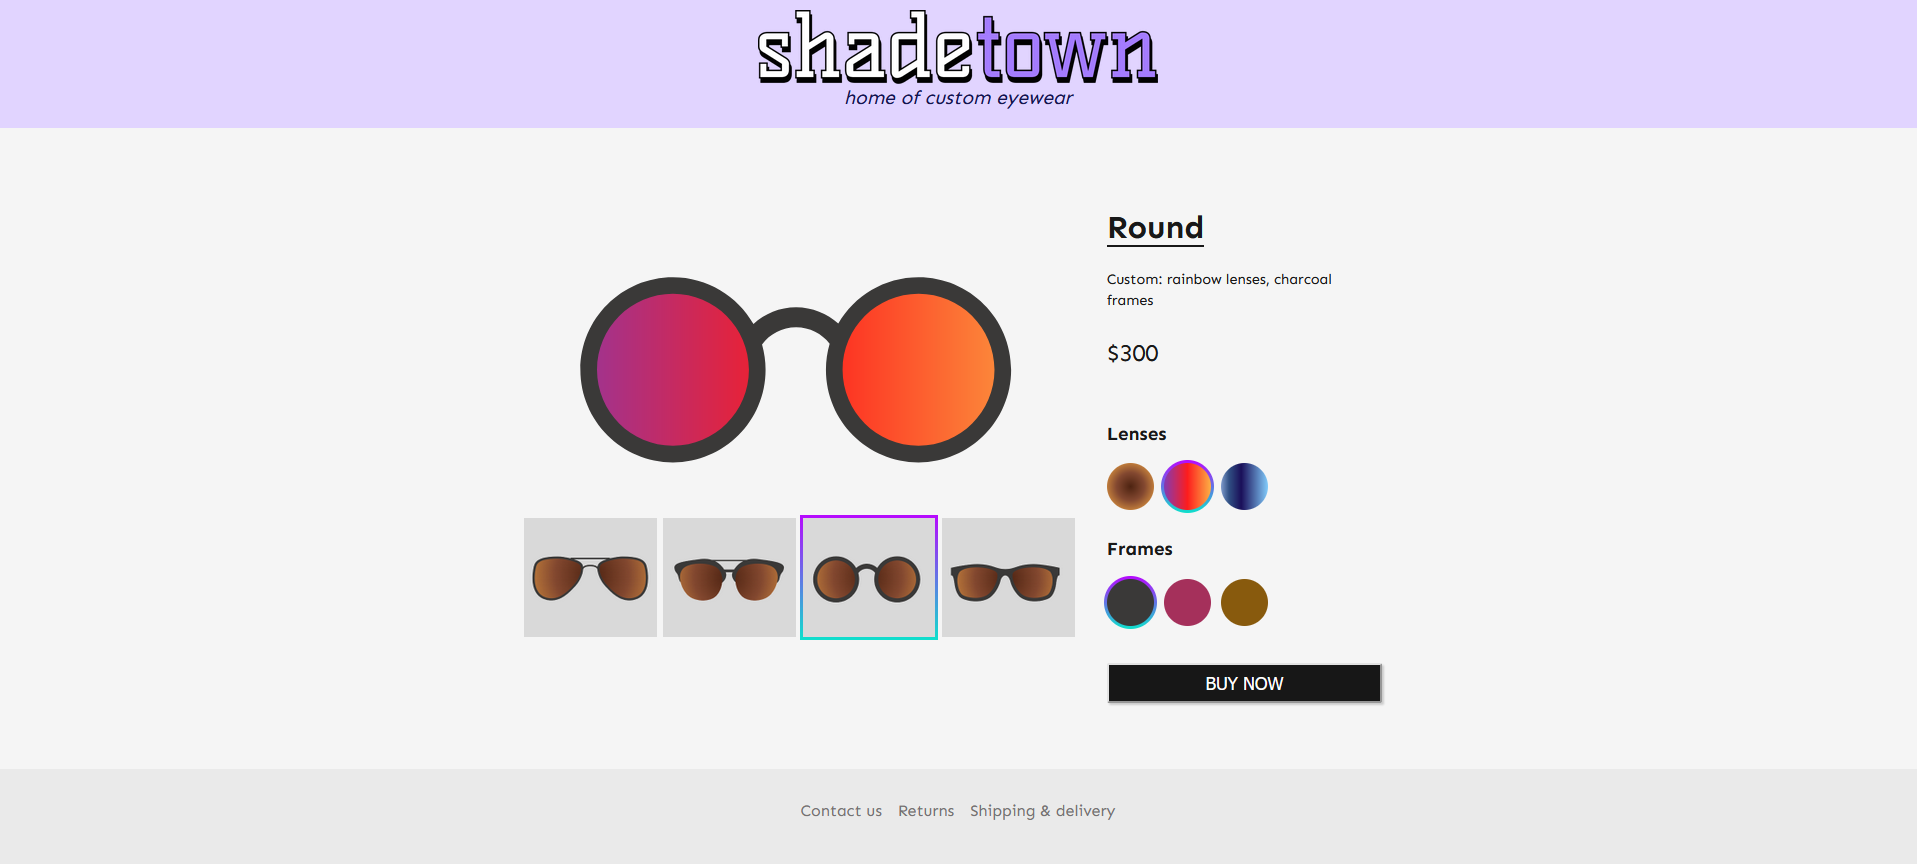 shadetown
home of custom eyewear
Round
Custom: rainbow lenses, charcoal
frames
$300
Lenses
Frames
BUY NOW
Contact us Returns Shipping & delivery